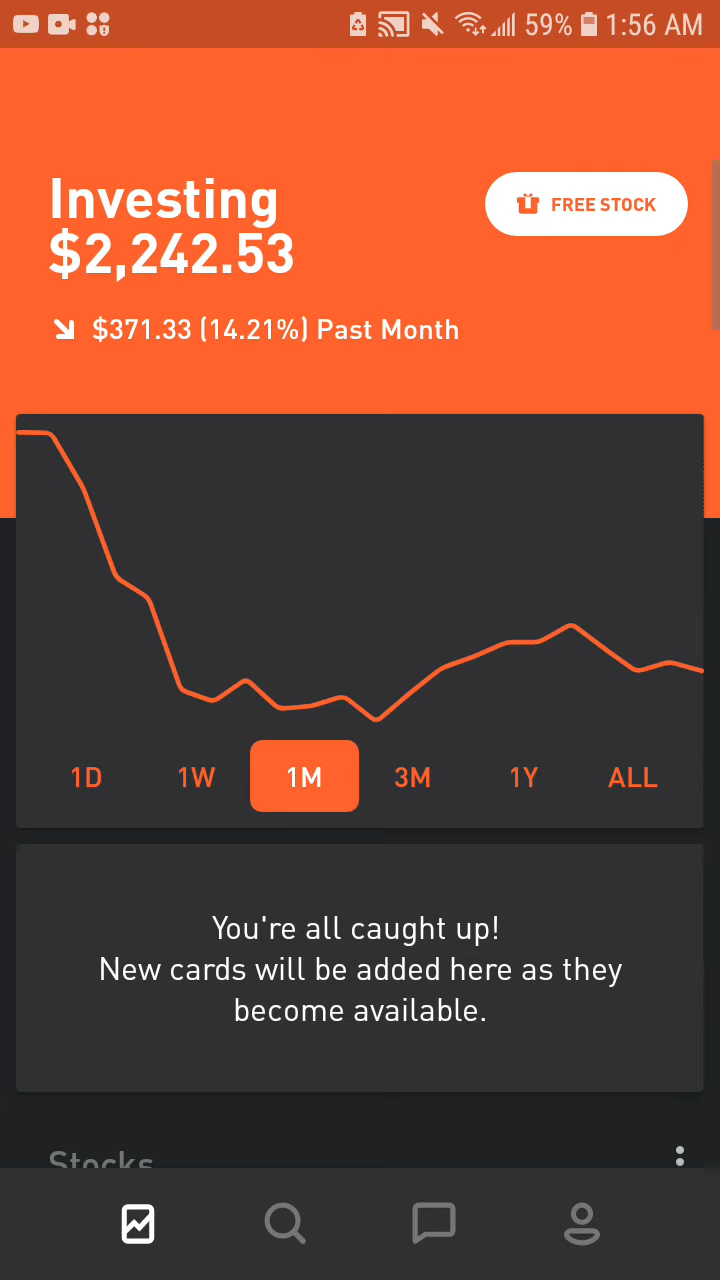 59% 1:56 AM
Investing
$2,242.53
FREE STOCK
$371.33 (14.21%) Past Month
1D 1W 1M 3M 1Y ALL
You're all caught up!
New cards will be added here as they
become available.
Stocks